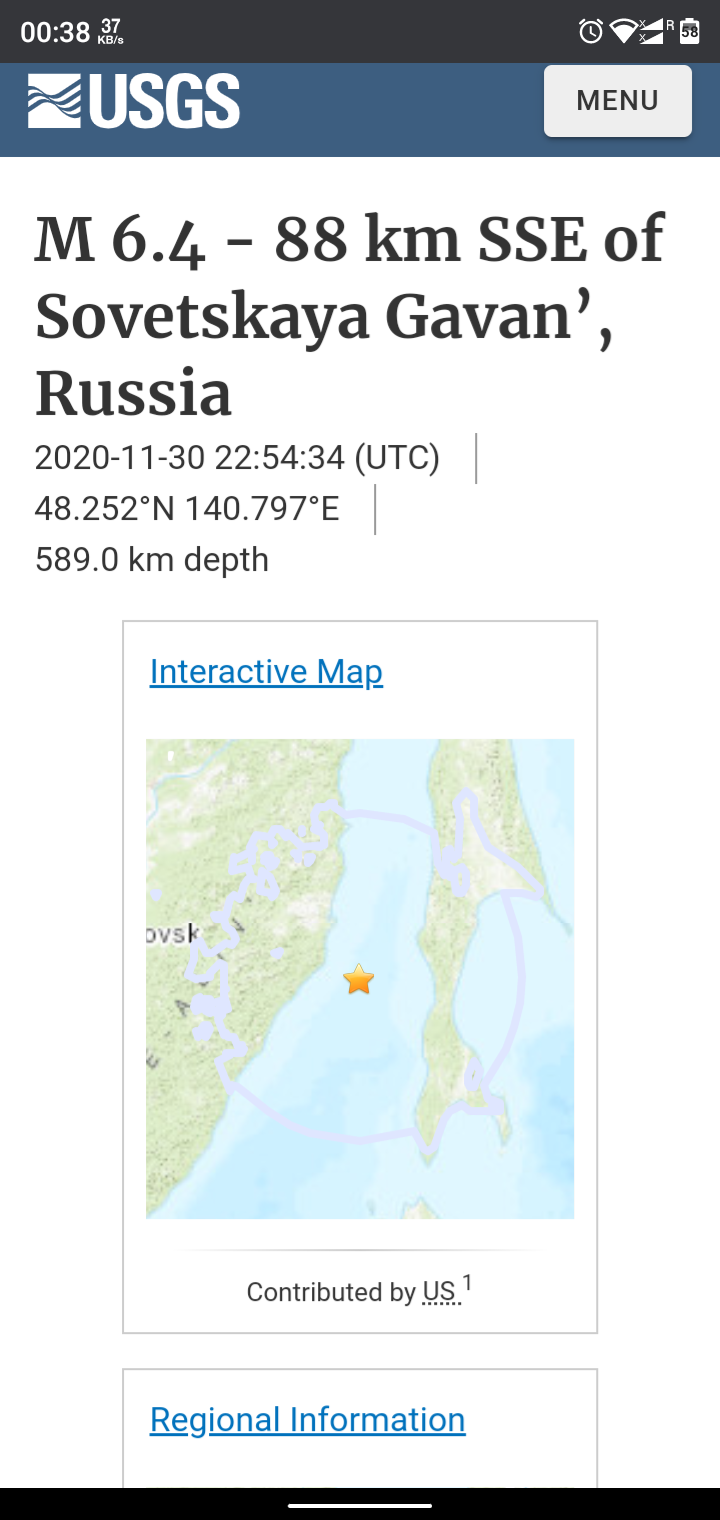 00:38 37 KB/s R 58
USGS MENU
M 6.4 - 88 km SSE of
Sovetskaya Gavan’,
Russia
2020-11-30 22:54:34 (UTC)
48.252°N 140.797°E
589.0 km depth
Interactive Map
ovsk
A
A
E
Contributed by US 1
Regional Information